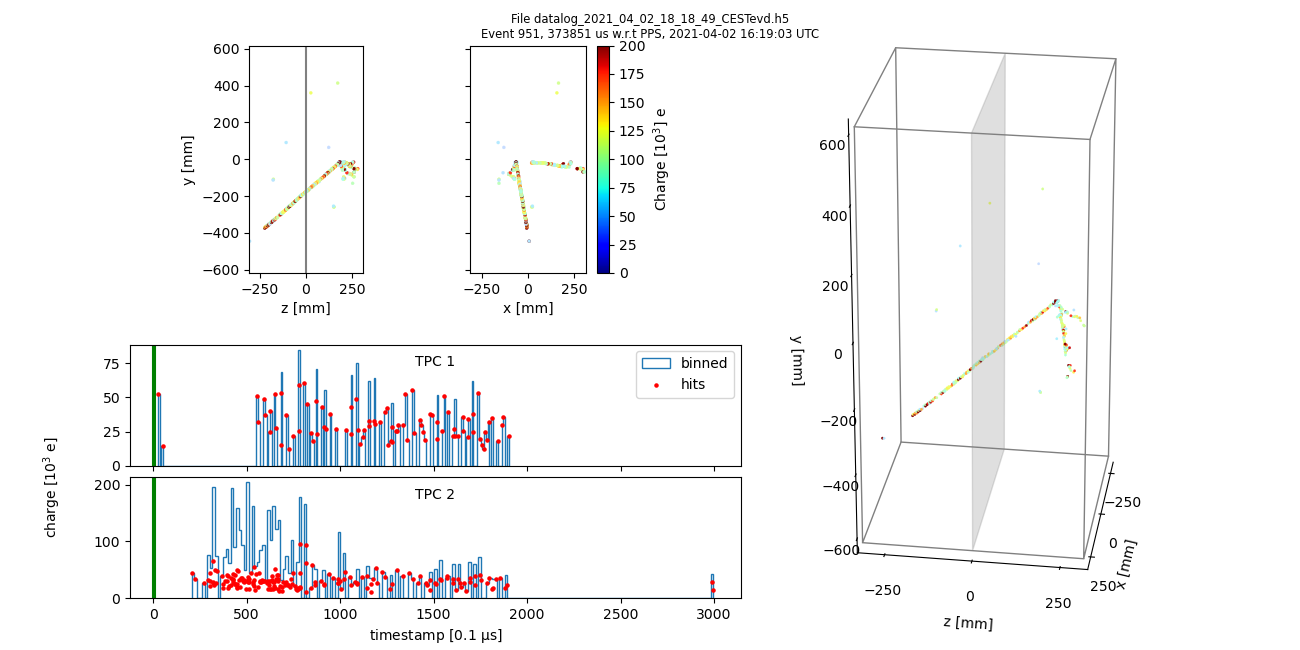 File datalog_2021_04_02_18_18_49_CESTevd.h5
Event 951, 373851 us w.r.t PPS, 2021-04-02 16:19:03 UTC
600
400
200
0
−200
−400
−600
y [mm]
−250 0 250
z [mm]
−250 0 250
x [mm]
200
175
150
125
100
75
50
25
0
Charge [10³] e
600
400
200
0
−200
−400
−600
y [mm]
−250
0
250
z [mm]
−250
0
250
x [mm]
TPC 1
binned
hits
75
50
25
0
charge [10³ e]
TPC 2
200
100
0
0 500 1000 1500 2000 2500 3000
timestamp [0.1 μs]